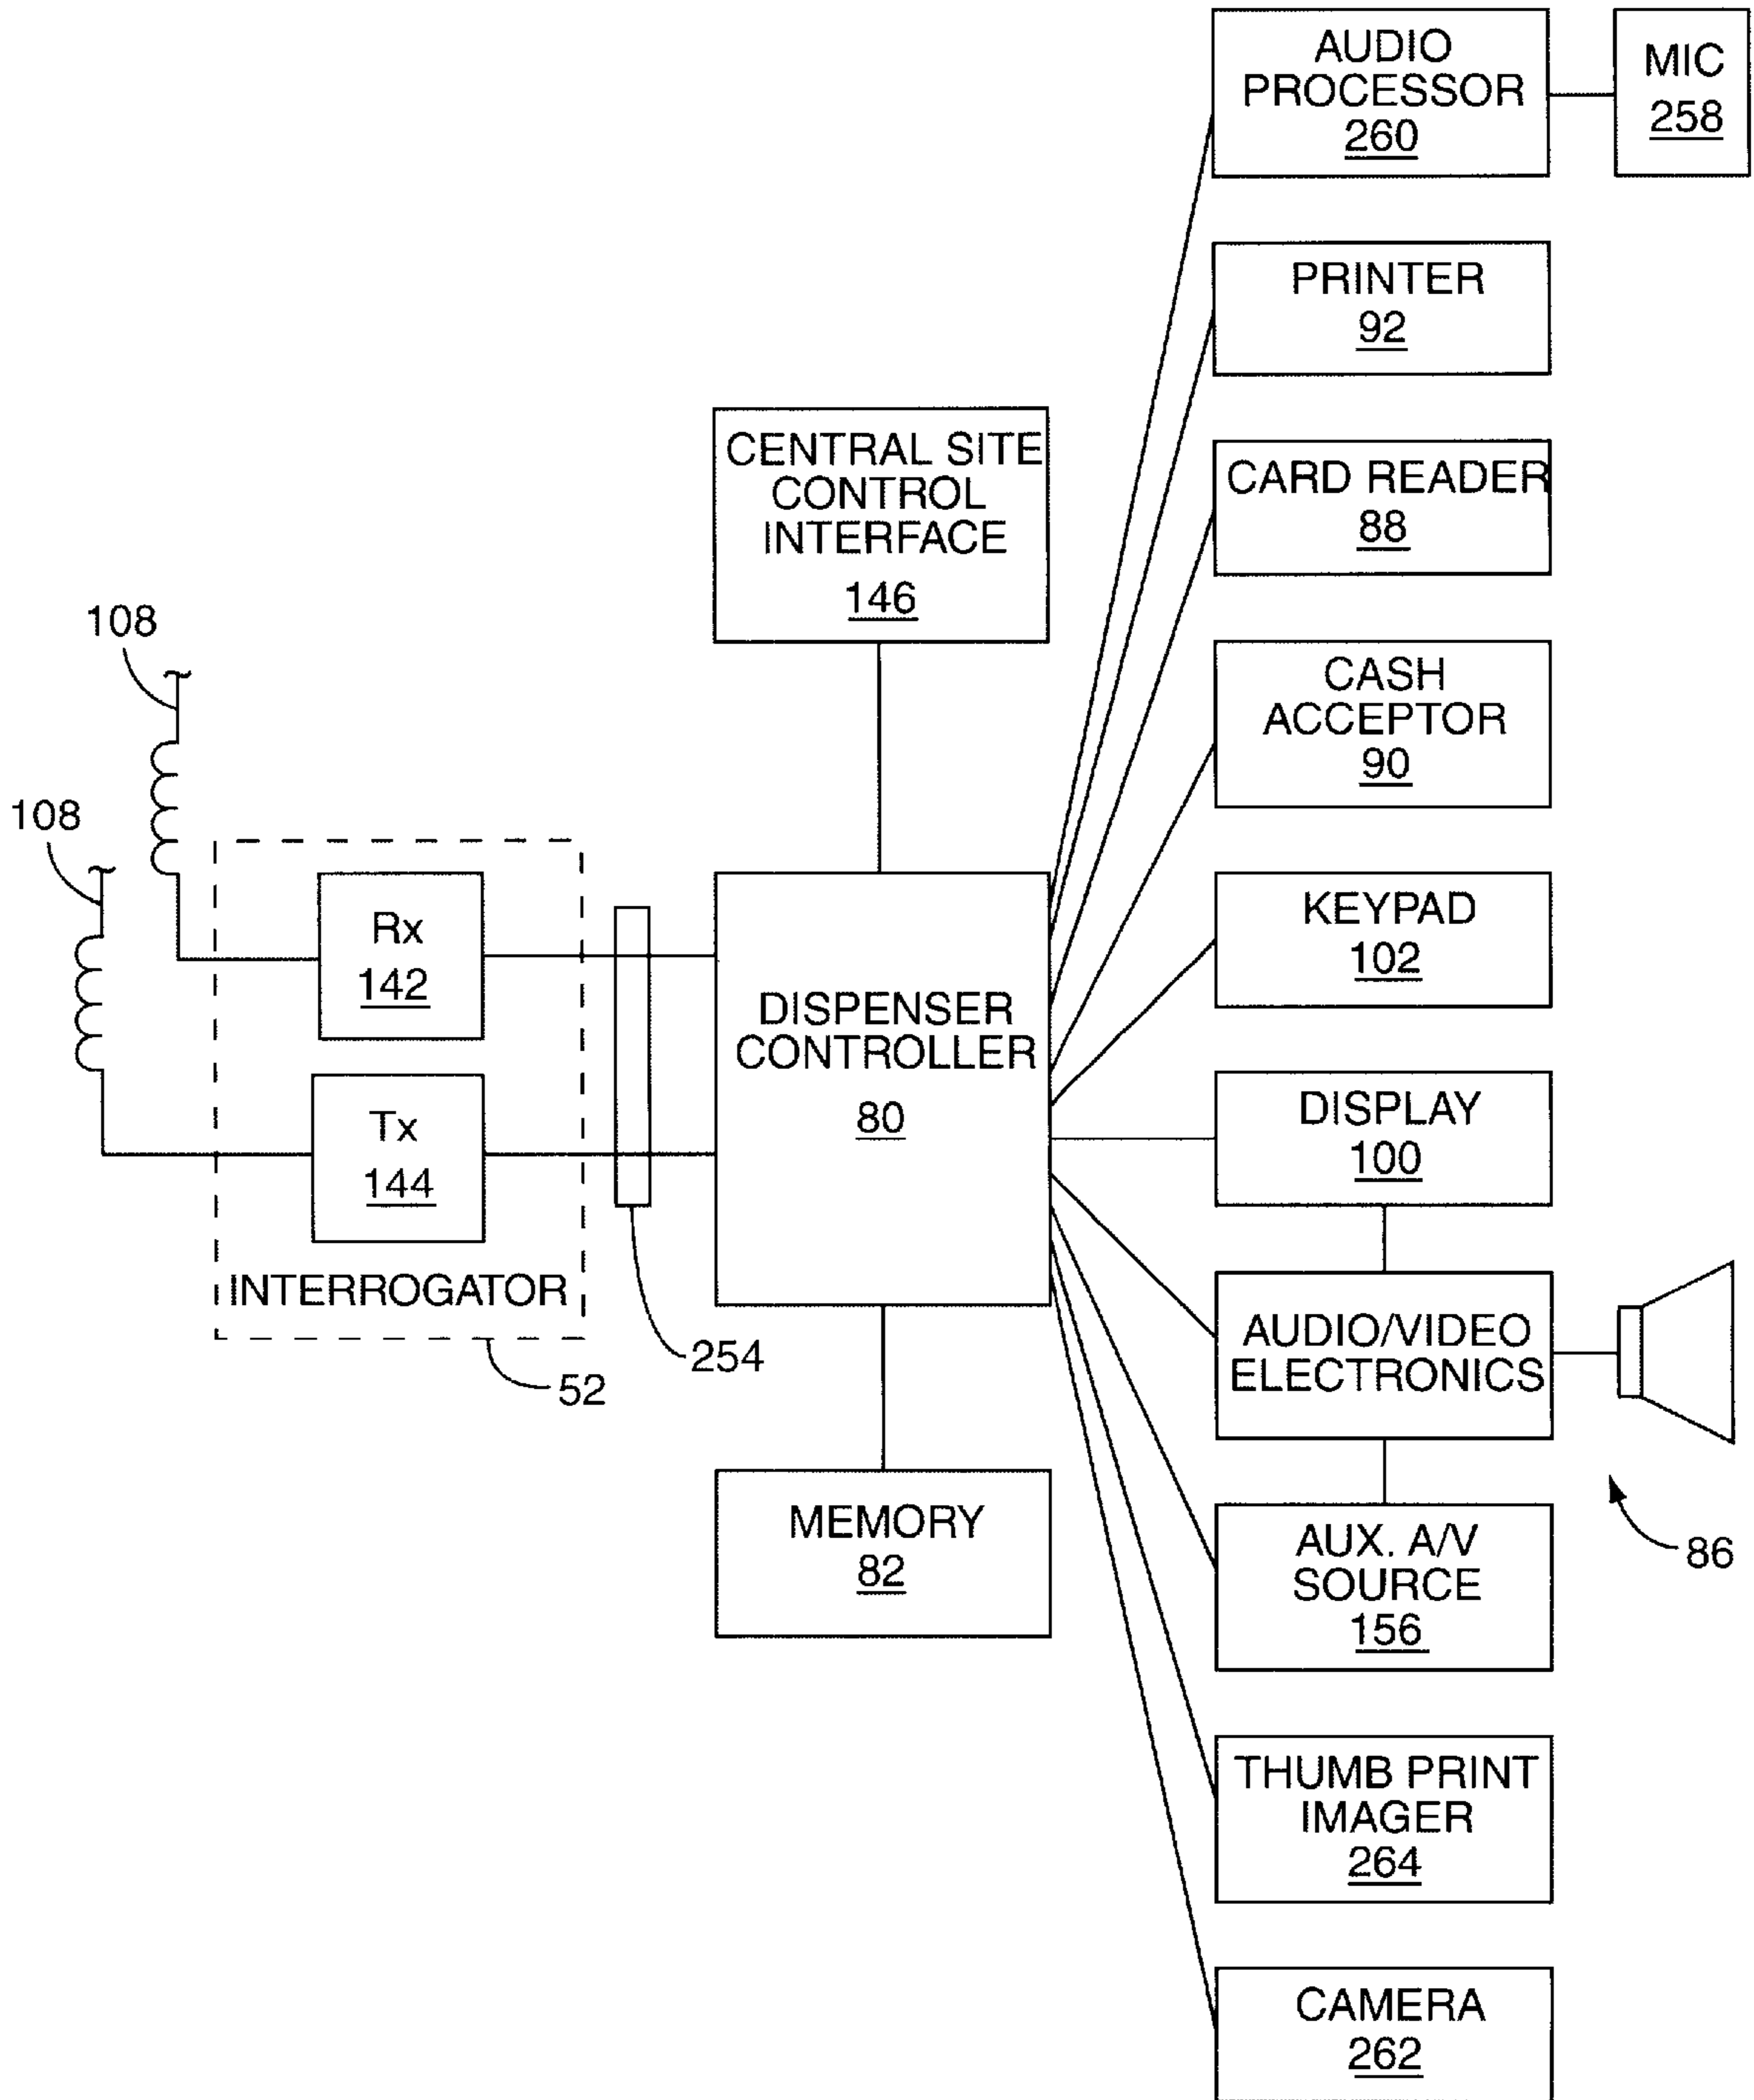 AUDIO
PROCESSOR
260
MIC
258
PRINTER
92
CENTRAL SITE
CONTROL
INTERFACE
146
CARD READER
88
108
CASH
ACCEPTOR
90
108
Rx
142
Tx
144
INTERROGATOR
52
254
DISPENSER
CONTROLLER
80
KEYPAD
102
DISPLAY
100
AUDIO/VIDEO
ELECTRONICS
86
MEMORY
82
AUX. A/V
SOURCE
156
THUMB PRINT
IMAGER
264
CAMERA
262